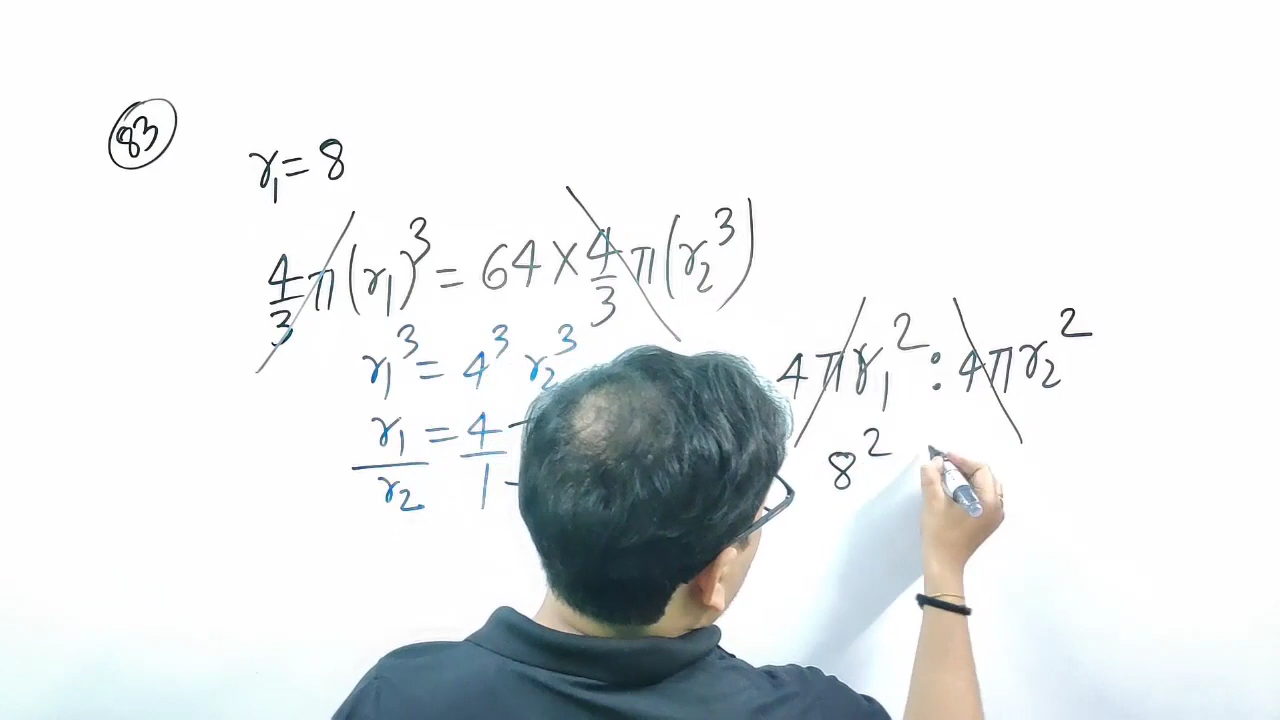 83
r₁ = 8
4/3 π(r₁)³ = 64 × 4/3 π(r₂³)
r₁³ = 4³ r₂³
r₁/r₂ = 4/1
4πr₁² : 4πr₂²
8²